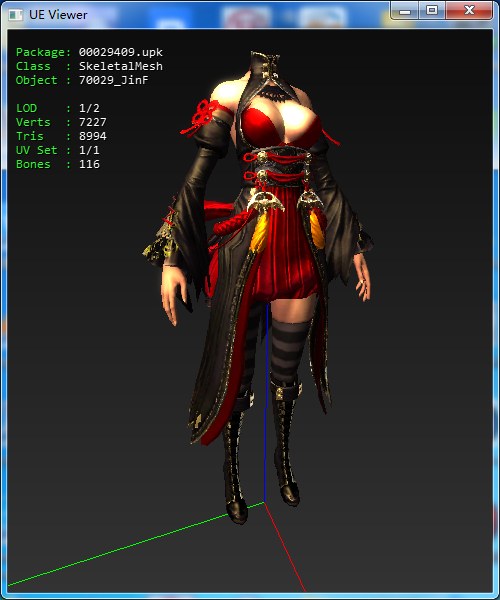 UE Viewer
Package: 00029409.upk
Class : SkeletalMesh
Object : 70029_JinF
LOD : 1/2
Verts : 7227
Tris : 8994
UV Set : 1/1
Bones : 116